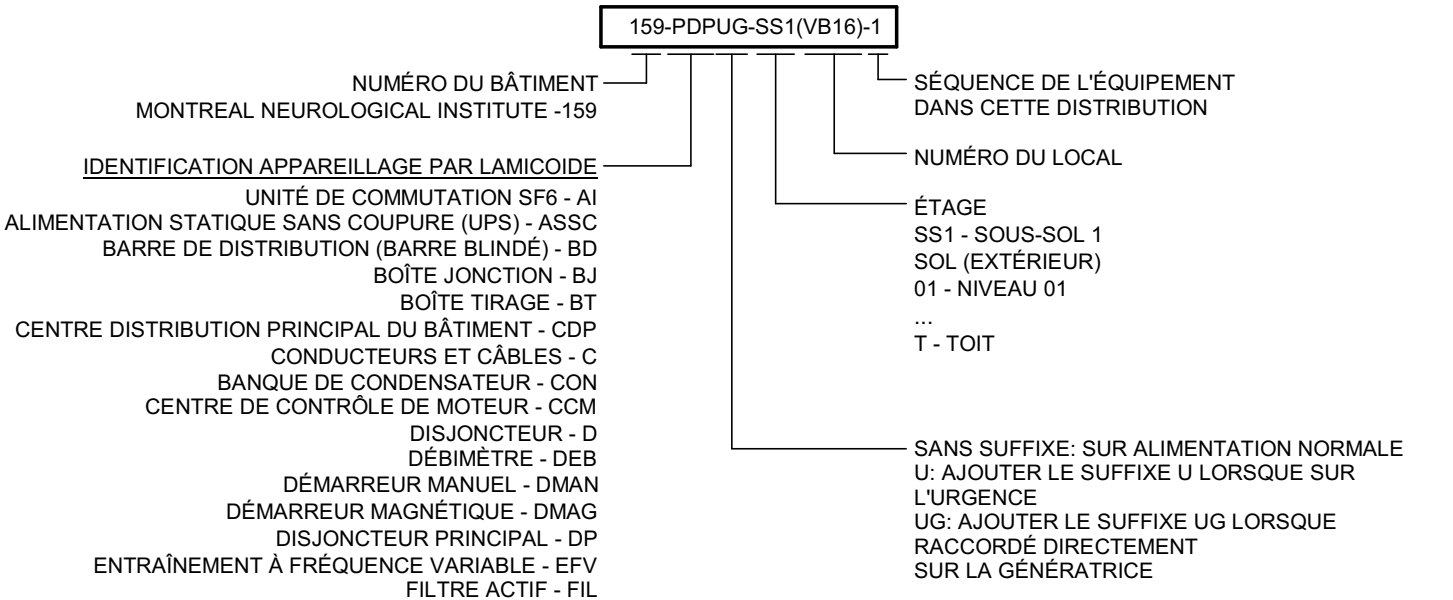 159-PDPUG-SS1(VB16)-1
NUMÉRO DU BÂTIMENT
MONTREAL NEUROLOGICAL INSTITUTE -159
IDENTIFICATION APPAREILLAGE PAR LAMICOIDE
UNITÉ DE COMMUTATION SF6 - AI
ALIMENTATION STATIQUE SANS COUPURE (UPS) - ASSC
BARRE DE DISTRIBUTION (BARRE BLINDÉ) - BD
BOÎTE JONCTION - BJ
BOÎTE TIRAGE - BT
CENTRE DISTRIBUTION PRINCIPAL DU BÂTIMENT - CDP
CONDUCTEURS ET CÂBLES - C
BANQUE DE CONDENSATEUR - CON
CENTRE DE CONTRÔLE DE MOTEUR - CCM
DISJONCTEUR - D
DÉBIMÈTRE - DEB
DÉMARREUR MANUEL - DMAN
DÉMARREUR MAGNÉTIQUE - DMAG
DISJONCTEUR PRINCIPAL - DP
ENTRAÎNEMENT À FRÉQUENCE VARIABLE - EFV
FILTRE ACTIF - FIL
SÉQUENCE DE L'ÉQUIPEMENT
DANS CETTE DISTRIBUTION
NUMÉRO DU LOCAL
ÉTAGE
SS1 - SOUS-SOL 1
SOL (EXTÉRIEUR)
01 - NIVEAU 01
...
T - TOIT
SANS SUFFIXE: SUR ALIMENTATION NORMALE
U: AJOUTER LE SUFFIXE U LORSQUE SUR
L'URGENCE
UG: AJOUTER LE SUFFIXE UG LORSQUE
RACCORDÉ DIRECTEMENT
SUR LA GÉNÉRATRICE